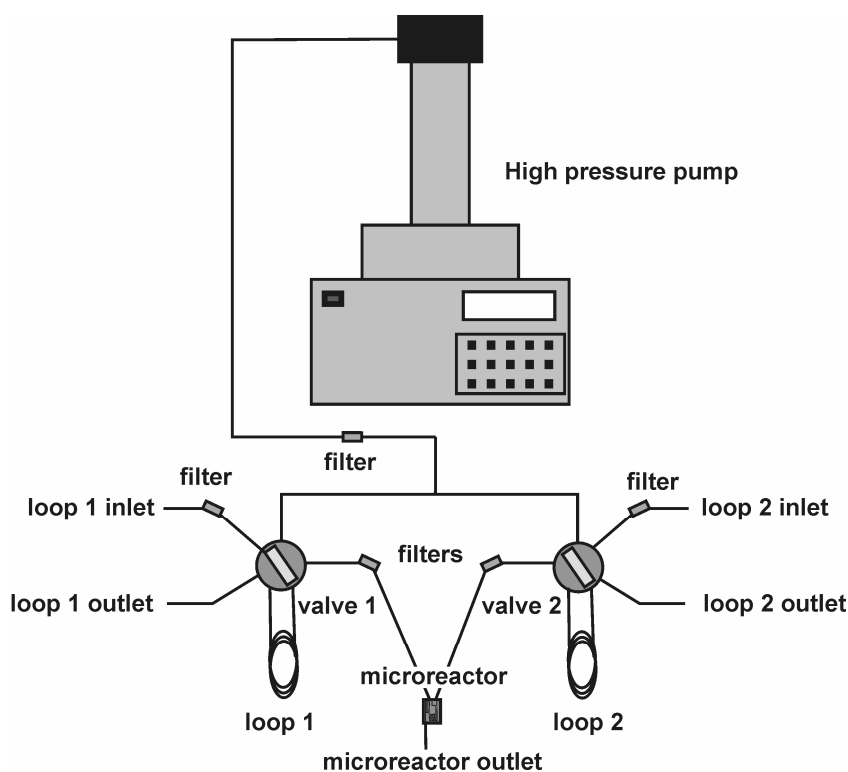 High pressure pump
filter
filter
filter
loop 1 inlet
loop 2 inlet
filters
loop 1 outlet
valve 1
valve 2
loop 2 outlet
microreactor
loop 1
loop 2
microreactor outlet